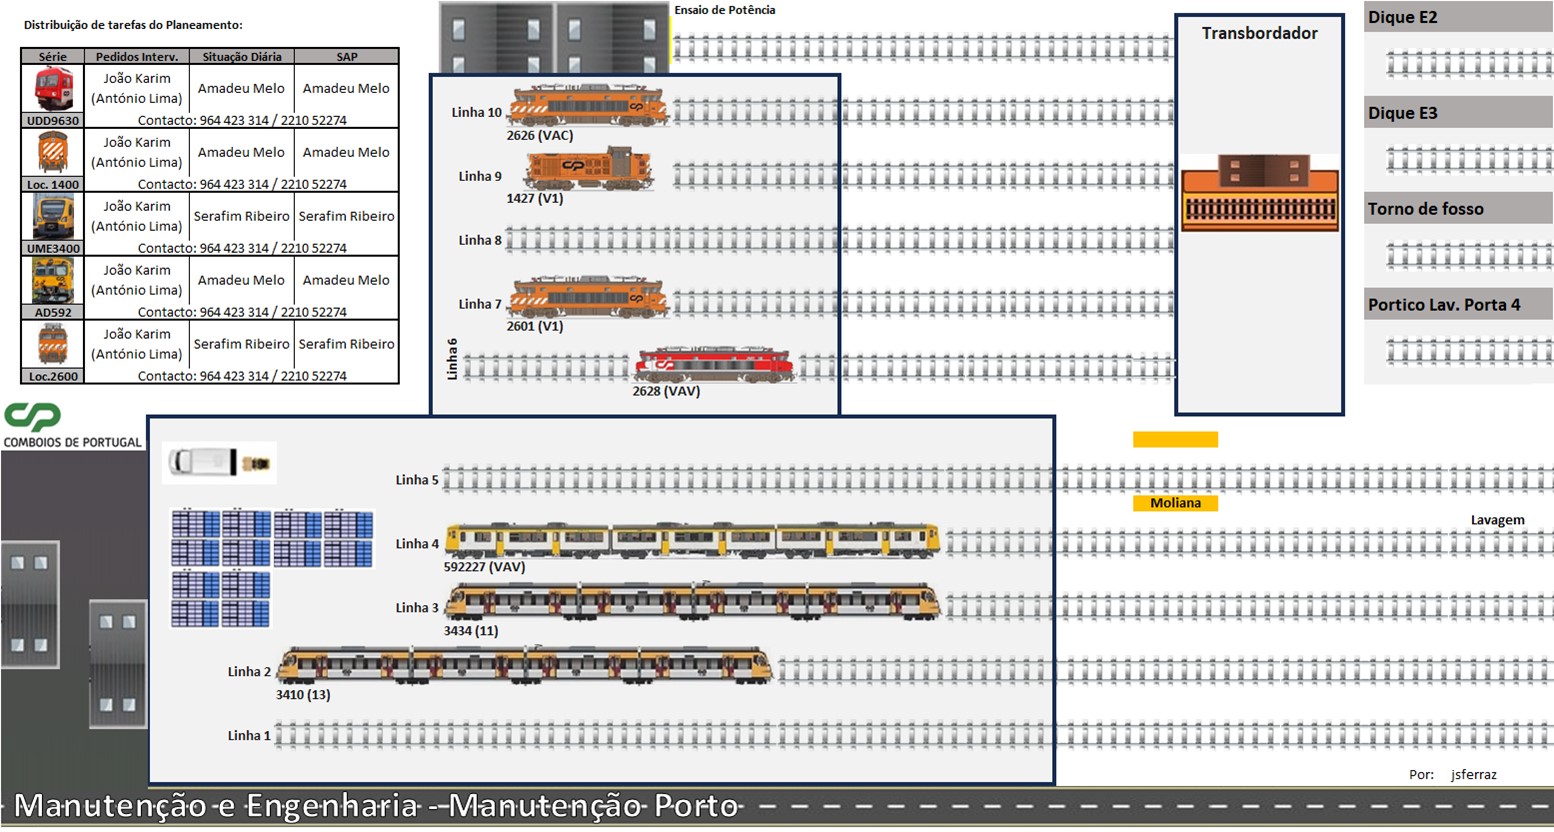 Distribuição de tarefas do Planeamento:
Série Pedidos Interv. Situação Diária SAP
João Karim
(António Lima)
Amadeu Melo Amadeu Melo
UDD9630 Contacto: 964 423 314 / 2210 52274
João Karim
(António Lima)
Amadeu Melo Amadeu Melo
Loc. 1400 Contacto: 964 423 314 / 2210 52274
João Karim
(António Lima)
Serafim Ribeiro Serafim Ribeiro
UME3400 Contacto: 964 423 314 / 2210 52274
João Karim
(António Lima)
Amadeu Melo Amadeu Melo
AD592 Contacto: 964 423 314 / 2210 52274
João Karim
(António Lima)
Serafim Ribeiro Serafim Ribeiro
Loc.2600 Contacto: 964 423 314 / 2210 52274
Ensaio de Potência
Linha 10
2626 (VAC)
Linha 9
1427 (V1)
Linha 8
Linha 7
2601 (V1)
Linha 6
2628 (VAV)
Transbordador
Dique E2
Dique E3
Torno de fosso
Portico Lav. Porta 4
CP
COMBOIOS DE PORTUGAL
Linha 5
Moliana
Lavagem
Linha 4
592227 (VAV)
Linha 3
3434 (11)
Linha 2
3410 (13)
Linha 1
Por: jsferraz
Manutenção e Engenharia - Manutenção Porto